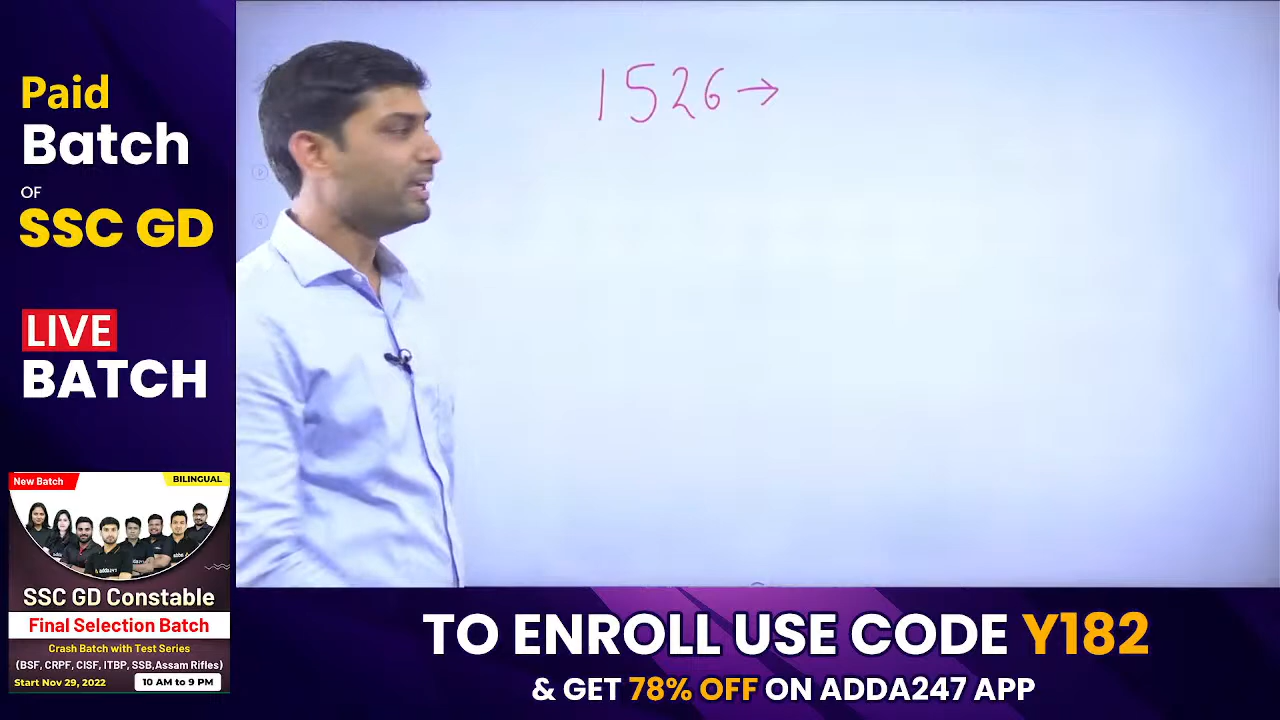 Paid
Batch
OF
SSC GD
LIVE
BATCH
New Batch
BILINGUAL
SSC GD Constable
Final Selection Batch
Crash Batch with Test Series
(BSF, CRPF, CISF, ITBP, SSB,Assam Rifles)
Start Nov 29, 2022
10 AM to 9 PM
1526→
TO ENROLL USE CODE Y182
& GET 78% OFF ON ADDA247 APP